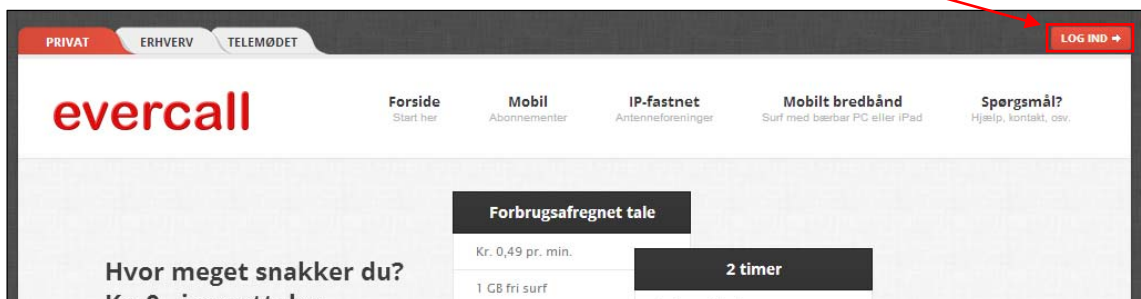 PRIVAT ERHVERV TELEMØDET LOG IND
evercall
Forside Mobil IP-fastnet Mobilt bredbånd Spørgsmål?
Start her Abonnementer Antenneforeninger Surf med bærbar PC eller iPad Hjælp, kontakt, osv.
Forbrugsafregnet tale
Kr. 0,49 pr. min.
2 timer
Hvor meget snakker du?
1 GB fri surf